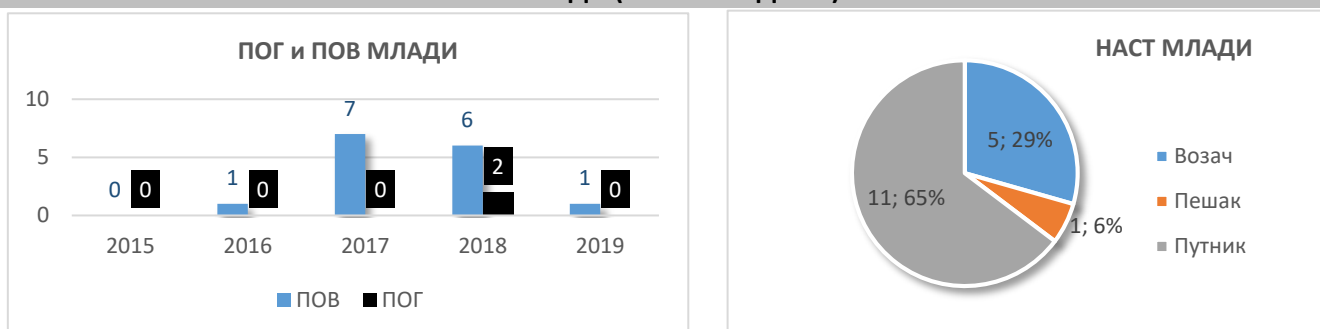 ПОГ и ПОВ МЛАДИ
10
5
0
0 0
1 0
7 0
6 2
1 0
2015 2016 2017 2018 2019
ПОВ ПОГ
НАСТ МЛАДИ
5; 29%
11; 65%
1; 6%
Возач
Пешак
Путник